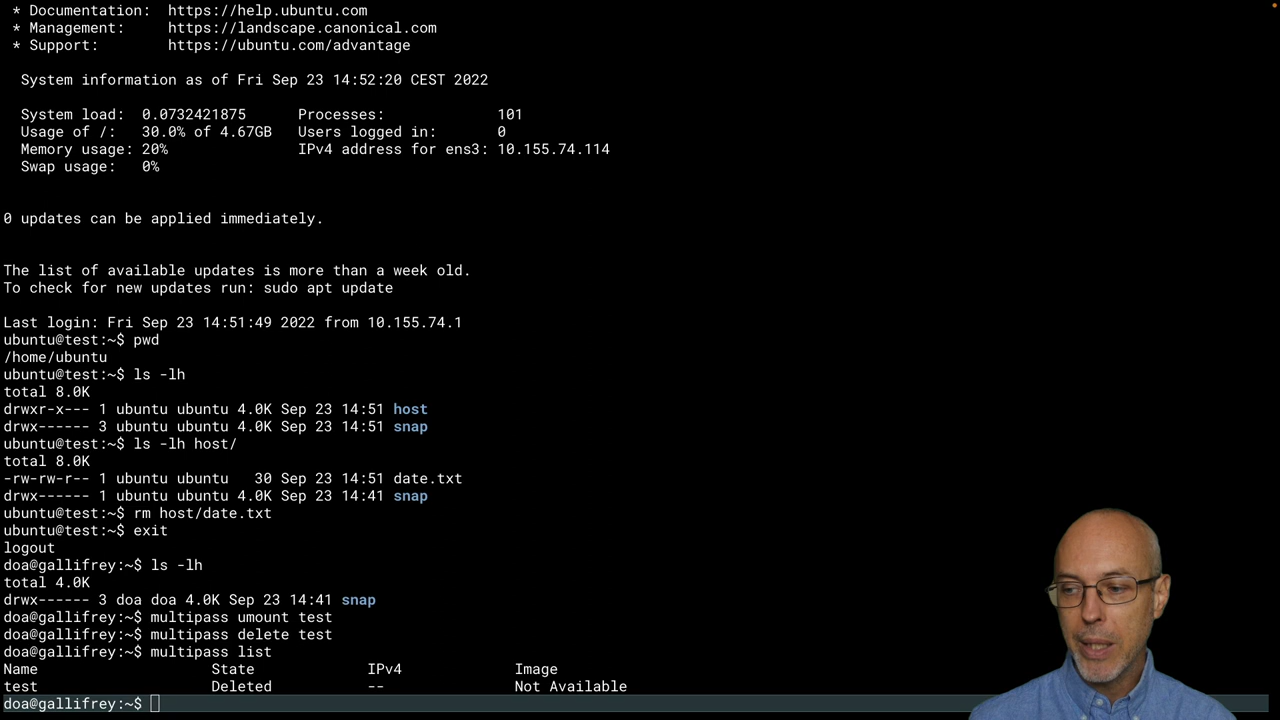 * Documentation:  https://help.ubuntu.com
* Management:     https://landscape.canonical.com
* Support:        https://ubuntu.com/advantage
System information as of Fri Sep 23 14:52:20 CEST 2022
System load:  0.0732421875      Processes:             101
Usage of /:   30.0% of 4.67GB   Users logged in:       0
Memory usage: 20%               IPv4 address for ens3: 10.155.74.114
Swap usage:   0%
0 updates can be applied immediately.
The list of available updates is more than a week old.
To check for new updates run: sudo apt update
Last login: Fri Sep 23 14:51:49 2022 from 10.155.74.1
ubuntu@test:~$ pwd
/home/ubuntu
ubuntu@test:~$ ls -lh
total 8.0K
drwxr-x--- 1 ubuntu ubuntu 4.0K Sep 23 14:51 host
drwx------ 3 ubuntu ubuntu 4.0K Sep 23 14:51 snap
ubuntu@test:~$ ls -lh host/
total 8.0K
-rw-rw-r-- 1 ubuntu ubuntu   30 Sep 23 14:51 date.txt
drwx------ 1 ubuntu ubuntu 4.0K Sep 23 14:41 snap
ubuntu@test:~$ rm host/date.txt
ubuntu@test:~$ exit
logout
doa@gallifrey:~$ ls -lh
total 4.0K
drwx------ 3 doa doa 4.0K Sep 23 14:41 snap
doa@gallifrey:~$ multipass umount test
doa@gallifrey:~$ multipass delete test
doa@gallifrey:~$ multipass list
Name                    State             IPv4             Image
test                    Deleted           --               Not Available
doa@gallifrey:~$